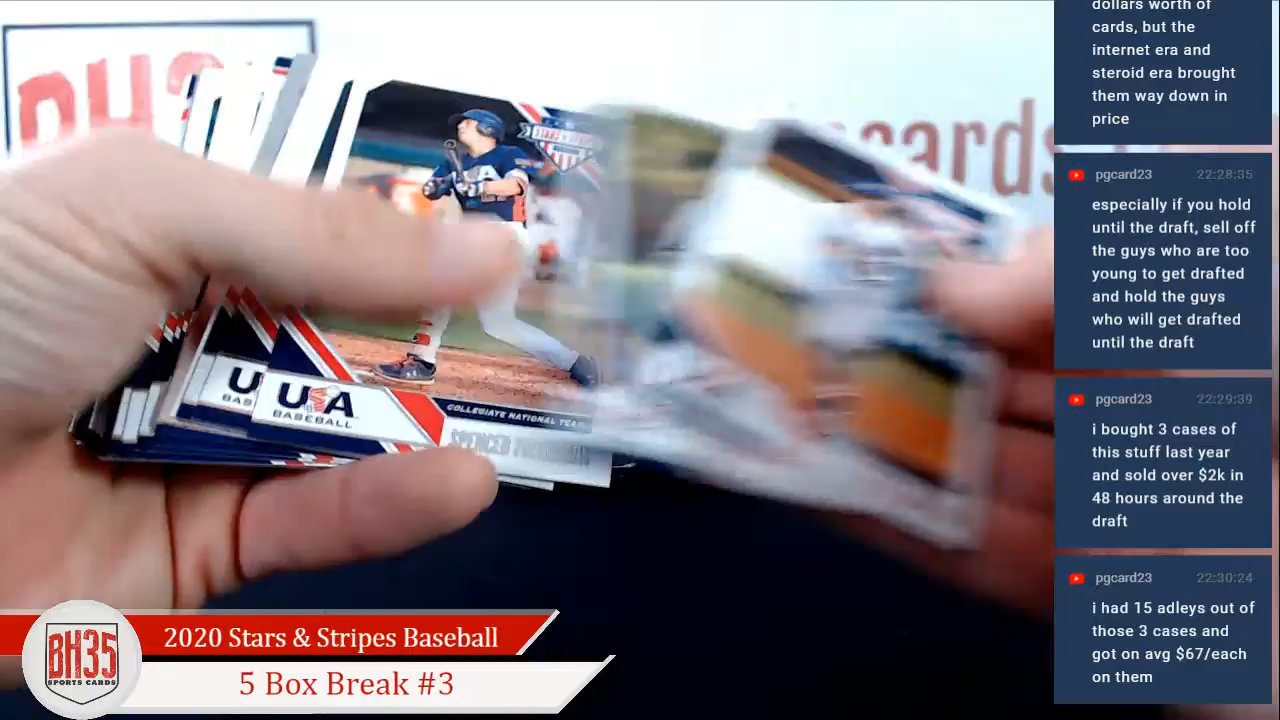 dollars worth of
cards, but the
internet era and
steroid era brought
them way down in
price
pgcard23 22:28:35
especially if you hold
until the draft, sell off
the guys who are too
young to get drafted
and hold the guys
who will get drafted
until the draft
pgcard23 22:29:39
i bought 3 cases of
this stuff last year
and sold over $2k in
48 hours around the
draft
pgcard23 22:30:24
i had 15 adleys out of
those 3 cases and
got on avg $67/each
on them
BH35
cards
USA
BASEBALL
COLLEGIATE NATIONAL TEAM
SPENCER
BH35
SPORTS CARDS
2020 Stars & Stripes Baseball
5 Box Break #3